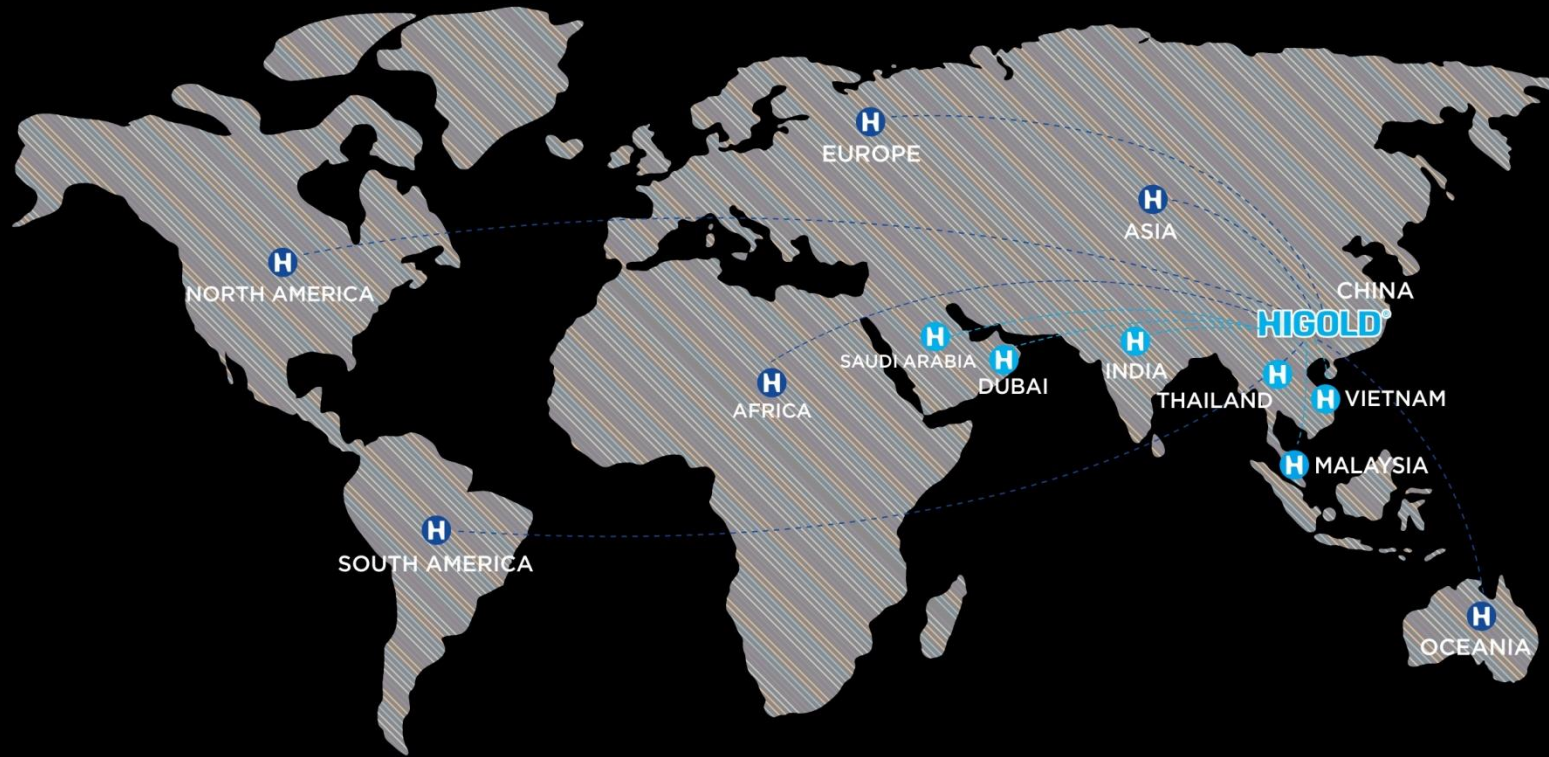 H
EUROPE
H
ASIA
H
NORTH AMERICA
CHINA
HIGOLD®
H
SAUDI ARABIA
H
DUBAI
H
INDIA
H
THAILAND
H
VIETNAM
H
AFRICA
H
MALAYSIA
H
SOUTH AMERICA
H
OCEANIA